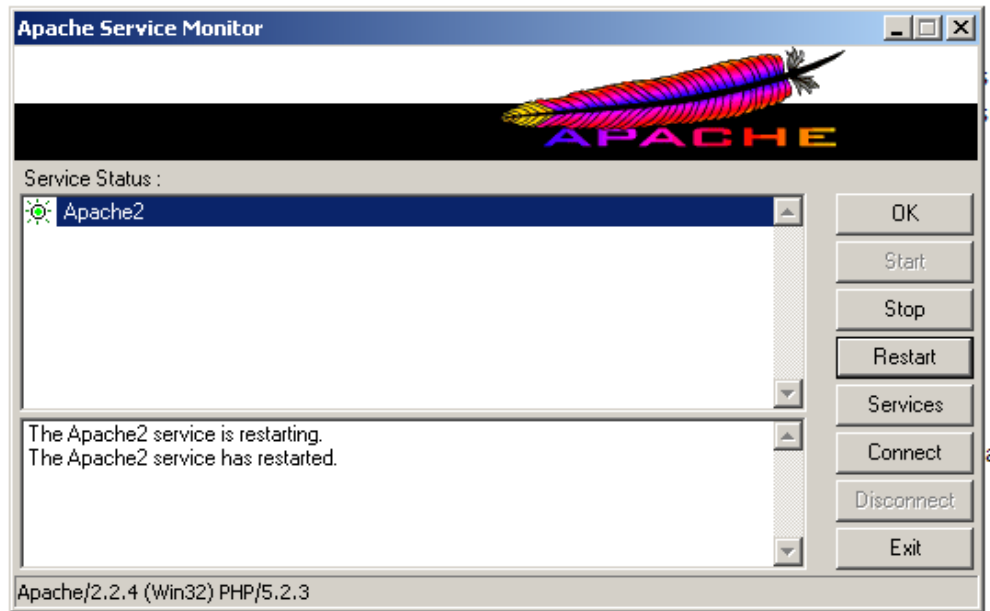 Apache Service Monitor
APACHE
Service Status :
Apache2
OK
Start
Stop
Restart
Services
Connect
Disconnect
Exit
The Apache2 service is restarting.
The Apache2 service has restarted.
Apache/2.2.4 (Win32) PHP/5.2.3